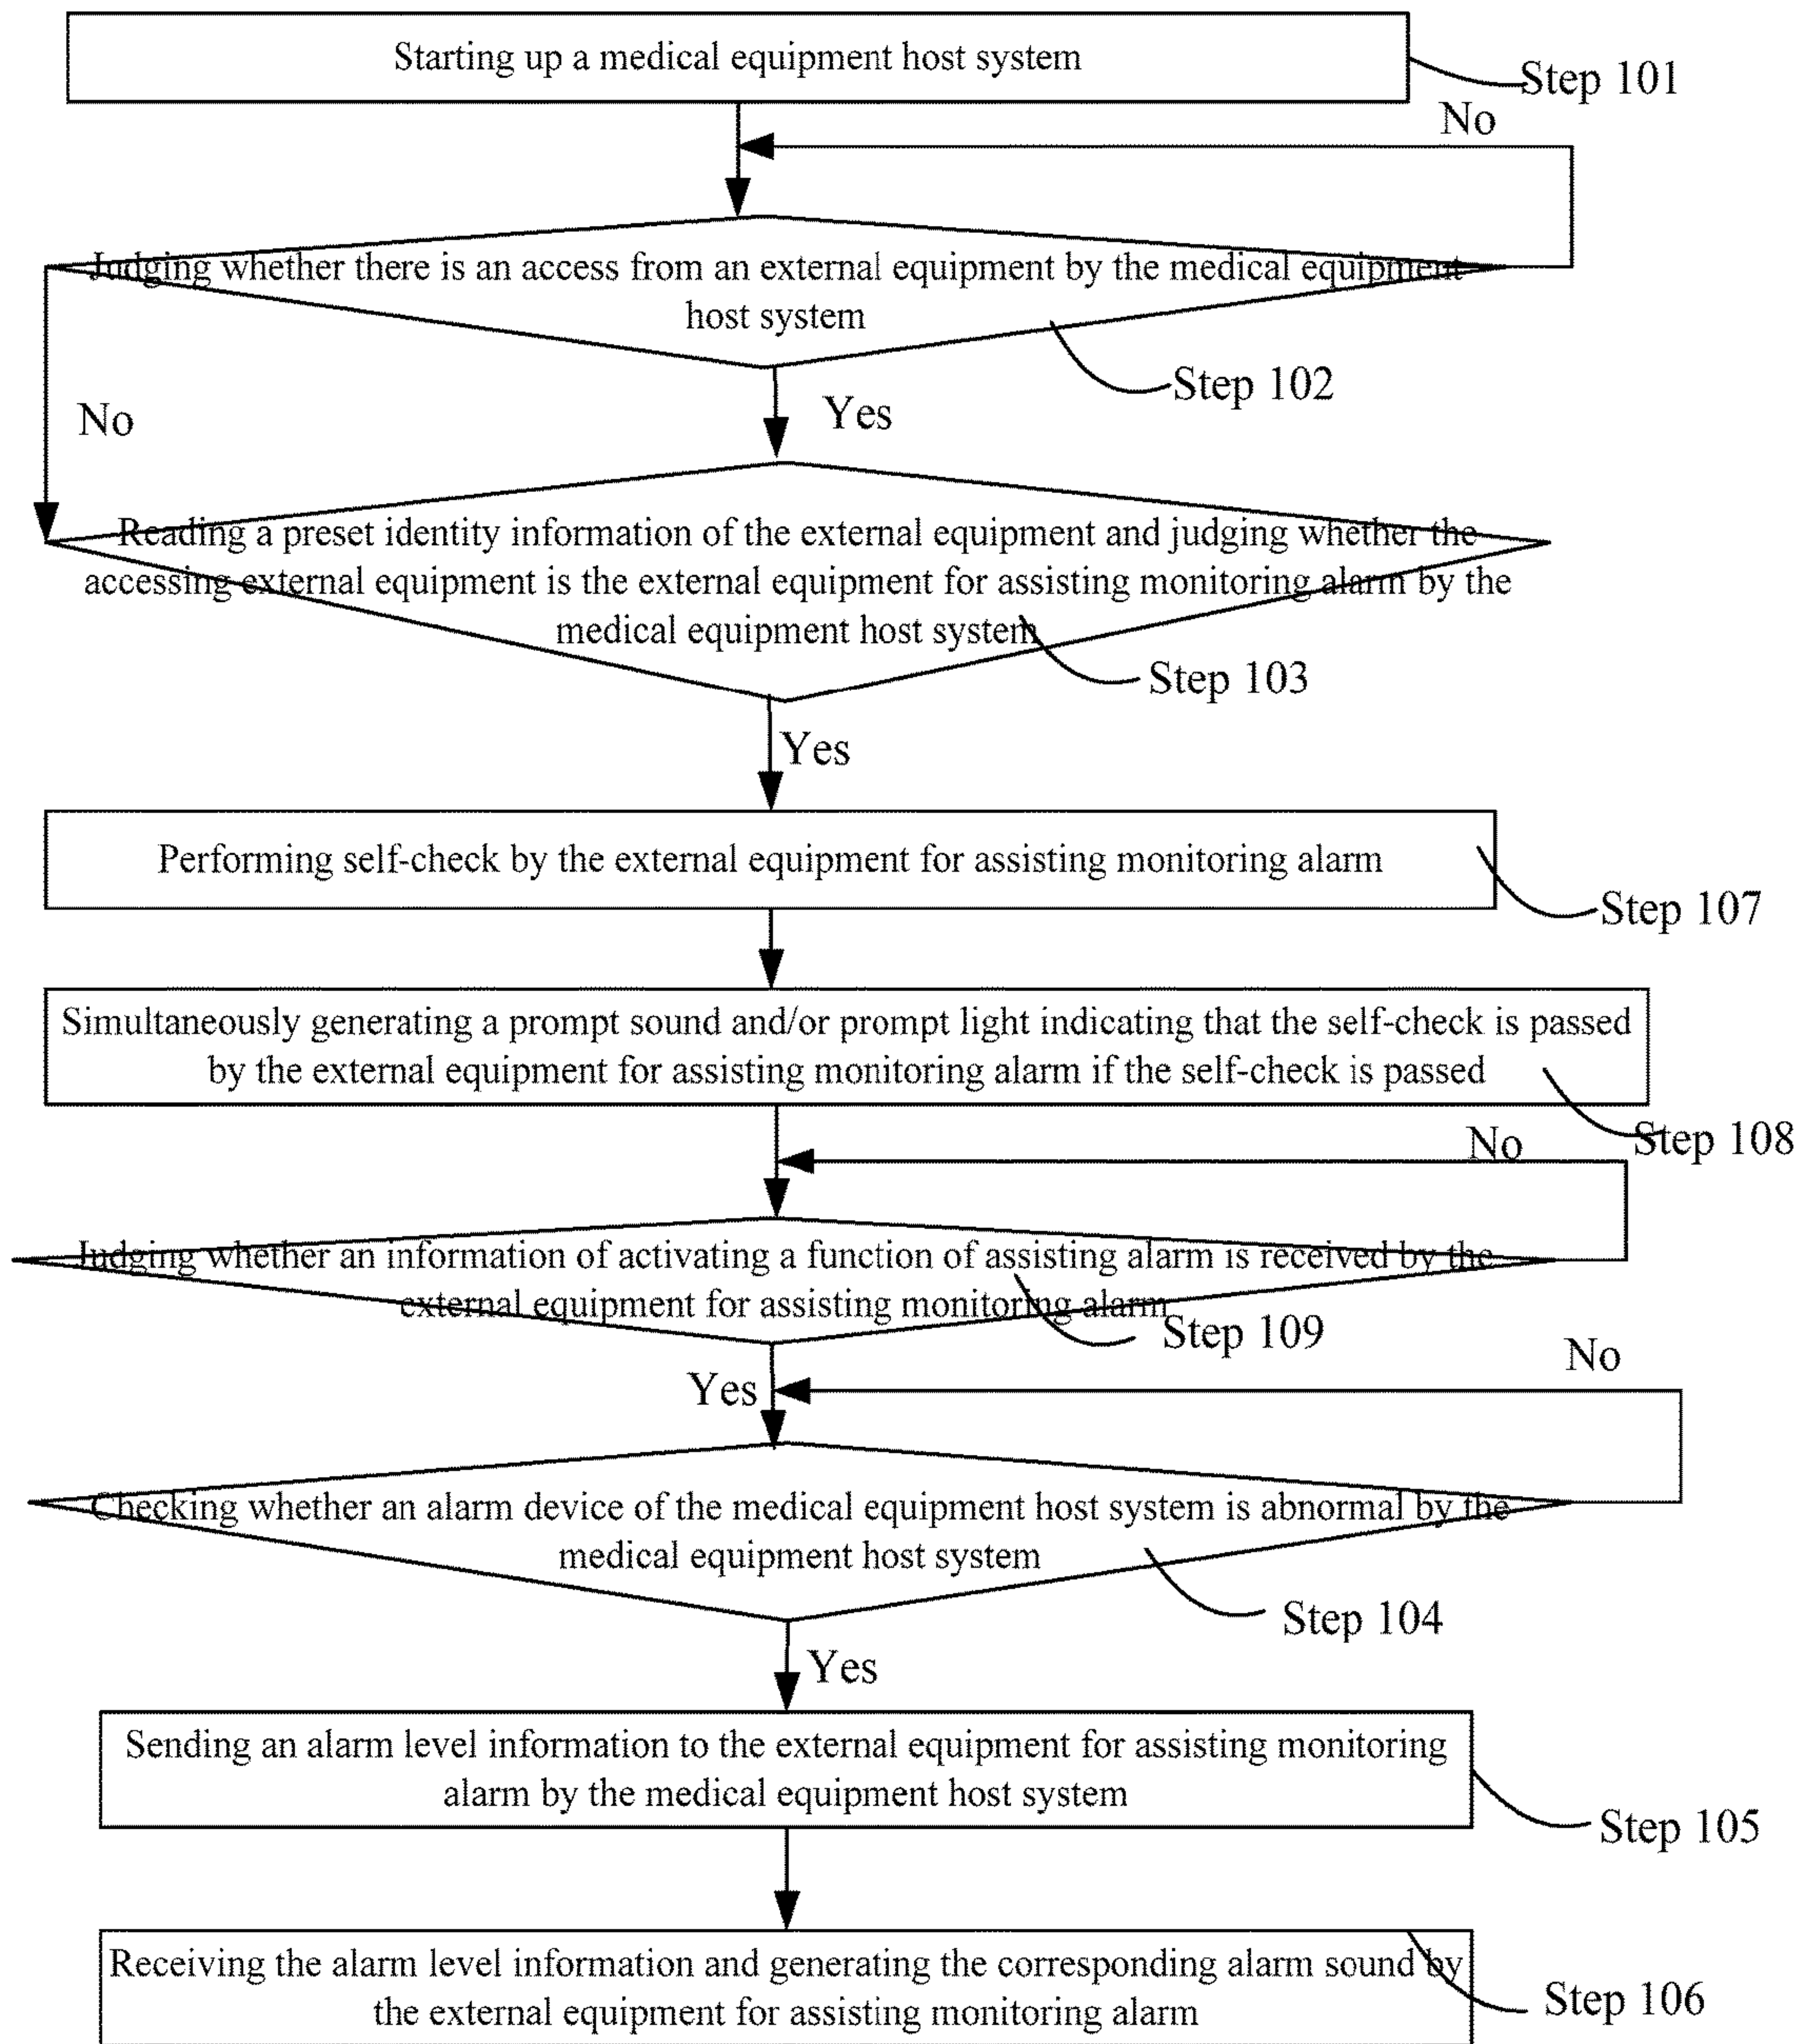 Starting up a medical equipment host system
Step 101
No
Judging whether there is an access from an external equipment by the medical equipment
host system
Step 102
No
Yes
Reading a preset identity information of the external equipment and judging whether the
accessing external equipment is the external equipment for assisting monitoring alarm by the
medical equipment host system
Step 103
Yes
Performing self-check by the external equipment for assisting monitoring alarm
Step 107
Simultaneously generating a prompt sound and/or prompt light indicating that the self-check is passed
by the external equipment for assisting monitoring alarm if the self-check is passed
Step 108
No
Judging whether an information of activating a function of assisting alarm is received by the
external equipment for assisting monitoring alarm
Step 109
No
Yes
Checking whether an alarm device of the medical equipment host system is abnormal by the
medical equipment host system
Step 104
Yes
Sending an alarm level information to the external equipment for assisting monitoring
alarm by the medical equipment host system
Step 105
Receiving the alarm level information and generating the corresponding alarm sound by
the external equipment for assisting monitoring alarm
Step 106